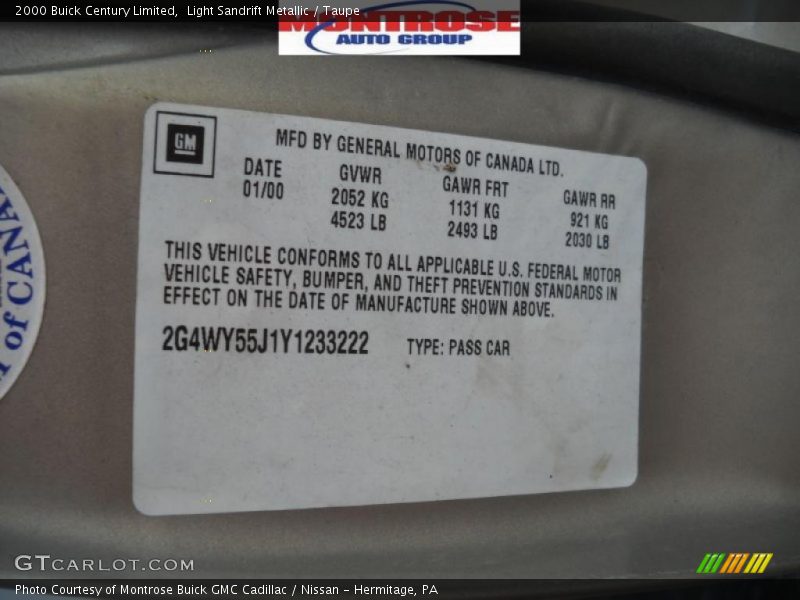 2000 Buick Century Limited,  Light Sandrift Metallic / Taupe
MONTROSE
AUTO GROUP
GM
MFD BY GENERAL MOTORS OF CANADA LTD.
DATE GVWR GAWR FRT GAWR RR
01/00 2052 KG 1131 KG 921 KG
4523 LB 2493 LB 2030 LB
THIS VEHICLE CONFORMS TO ALL APPLICABLE U.S. FEDERAL MOTOR
VEHICLE SAFETY, BUMPER, AND THEFT PREVENTION STANDARDS IN
EFFECT ON THE DATE OF MANUFACTURE SHOWN ABOVE.
2G4WY55J1Y1233222 TYPE: PASS CAR
of CANA
GTCARLOT.COM
Photo Courtesy of Montrose Buick GMC Cadillac / Nissan - Hermitage, PA